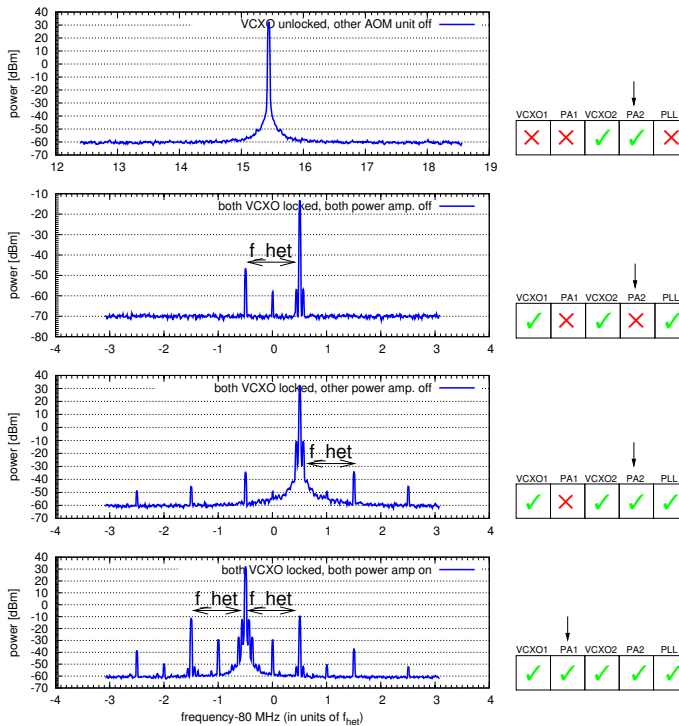 VCXO unlocked, other AOM unit off
power [dBm]
40
30
20
10
0
-10
-20
-30
-40
-50
-60
-70
12 13 14 15 16 17 18 19
VCXO1 PA1 VCXO2 PA2 PLL
both VCXO locked, both power amp. off
f_het
power [dBm]
-10
-20
-30
-40
-50
-60
-70
-80
-4 -3 -2 -1 0 1 2 3 4
VCXO1 PA1 VCXO2 PA2 PLL
both VCXO locked, other power amp. off
f_het
power [dBm]
40
30
20
10
0
-10
-20
-30
-40
-50
-60
-70
-4 -3 -2 -1 0 1 2 3 4
VCXO1 PA1 VCXO2 PA2 PLL
both VCXO locked, both power amp on
f_het f_het
power [dBm]
40
30
20
10
0
-10
-20
-30
-40
-50
-60
-70
-4 -3 -2 -1 0 1 2 3 4
frequency-80 MHz (in units of fhet)
VCXO1 PA1 VCXO2 PA2 PLL